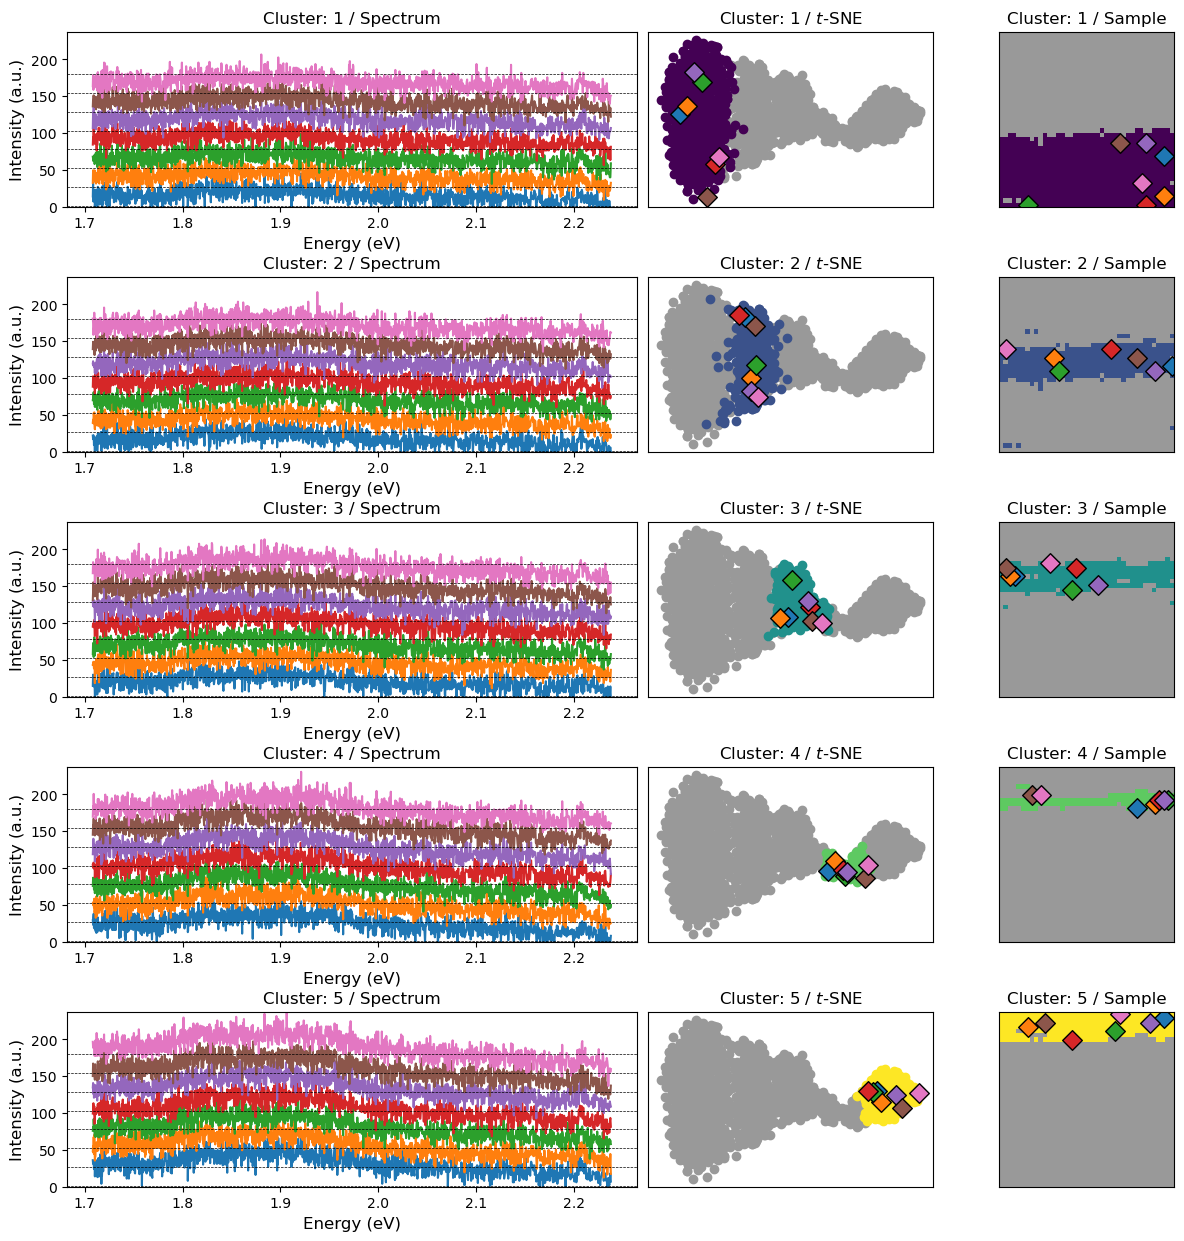 Cluster: 1 / Spectrum
Cluster: 1 / t-SNE
Cluster: 1 / Sample
Intensity (a.u.)
200
150
100
50
0
1.7 1.8 1.9 2.0 2.1 2.2
Energy (eV)
Cluster: 2 / Spectrum
Cluster: 2 / t-SNE
Cluster: 2 / Sample
Intensity (a.u.)
200
150
100
50
0
1.7 1.8 1.9 2.0 2.1 2.2
Energy (eV)
Cluster: 3 / Spectrum
Cluster: 3 / t-SNE
Cluster: 3 / Sample
Intensity (a.u.)
200
150
100
50
0
1.7 1.8 1.9 2.0 2.1 2.2
Energy (eV)
Cluster: 4 / Spectrum
Cluster: 4 / t-SNE
Cluster: 4 / Sample
Intensity (a.u.)
200
150
100
50
0
1.7 1.8 1.9 2.0 2.1 2.2
Energy (eV)
Cluster: 5 / Spectrum
Cluster: 5 / t-SNE
Cluster: 5 / Sample
Intensity (a.u.)
200
150
100
50
0
1.7 1.8 1.9 2.0 2.1 2.2
Energy (eV)